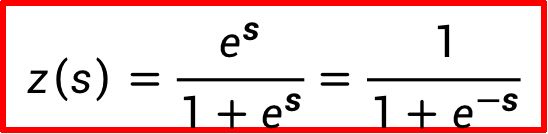 z(s) = e^s / (1 + e^s) = 1 / (1 + e^{-s})